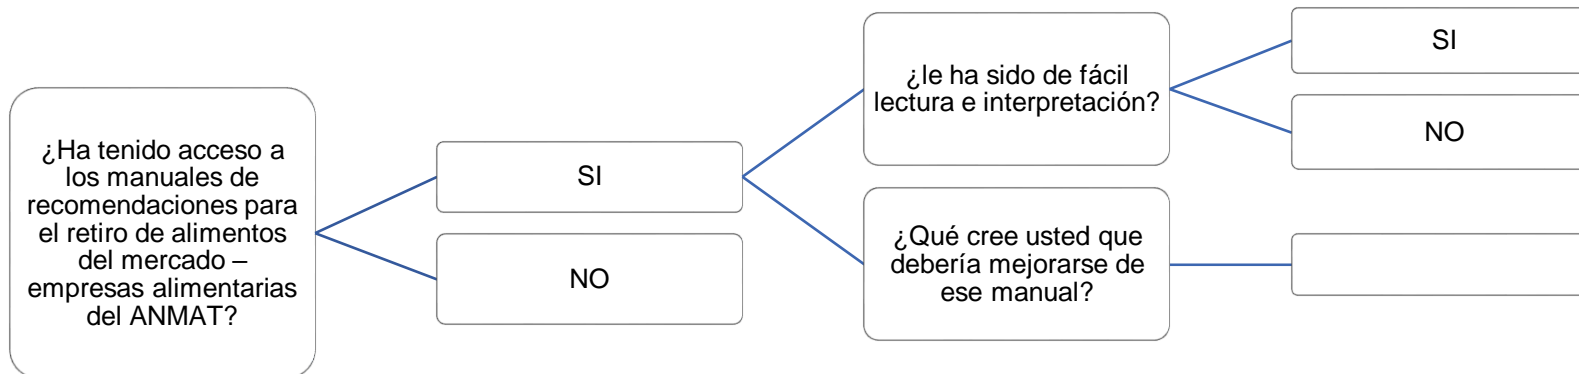 ¿Ha tenido acceso a
los manuales de
recomendaciones para
el retiro de alimentos
del mercado –
empresas alimentarias
del ANMAT?
SI
NO
¿le ha sido de fácil
lectura e interpretación?
SI
NO
¿Qué cree usted que
debería mejorarse de
ese manual?